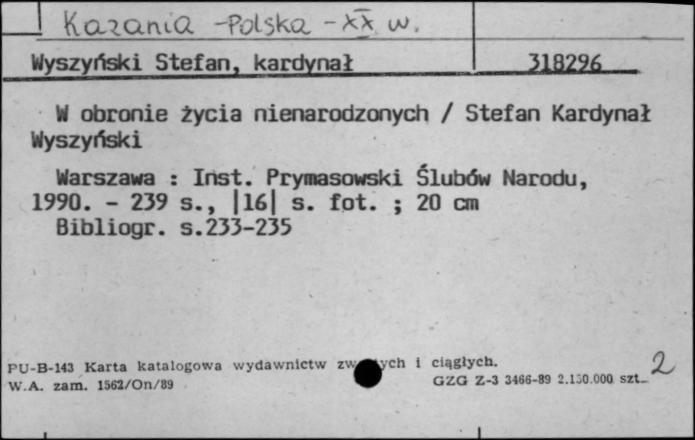 Kazania - Polska - XX w.
Wyszyński Stefan, kardynał 318296
W obronie życia nienarodzonych / Stefan Kardynał
Wyszyński
Warszawa : Inst. Prymasowski Ślubów Narodu,
1990. - 239 s., |16| s. fot. ; 20 cm
Bibliogr. s.233-235
PU-B-143 Karta katalogowa wydawnictw i ciągłych. 2
W.A. zam. 1562/On/89 GZG Z-3 3466-89 2.150.000 szt.